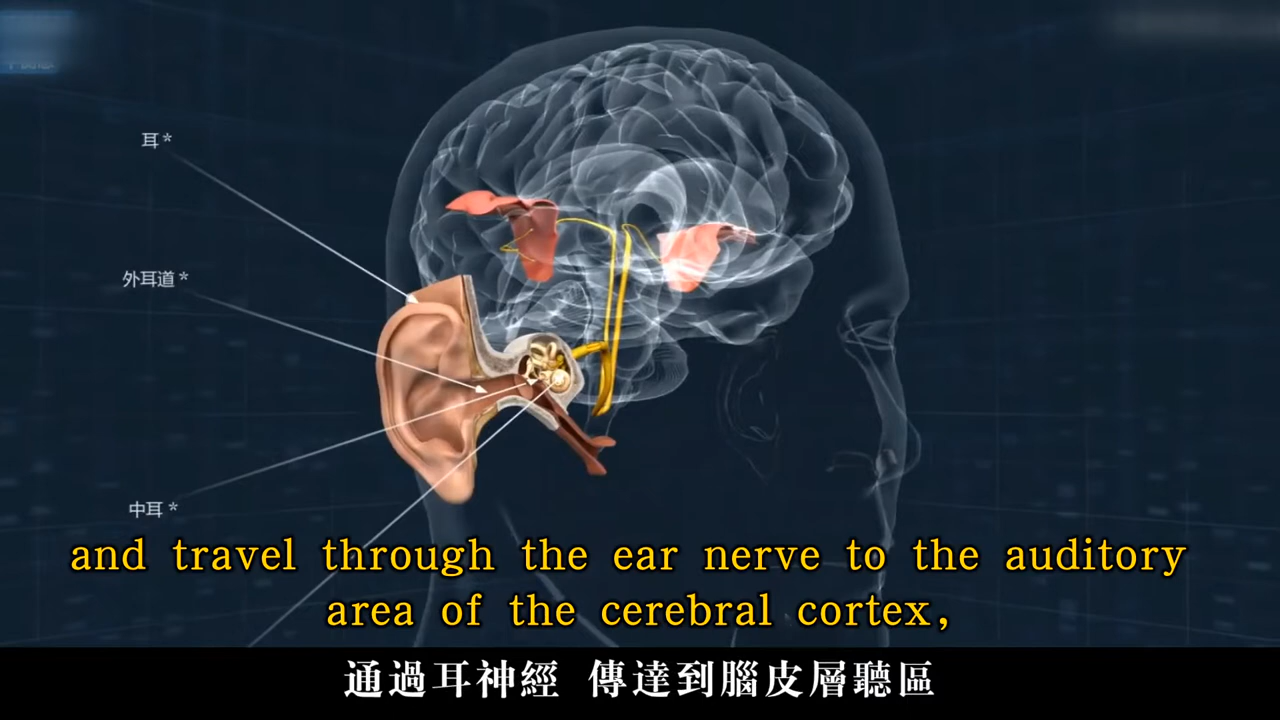 耳*
外耳道*
中耳*
and travel through the ear nerve to the auditory
area of the cerebral cortex,
通過耳神經 傳達到腦皮層聽區